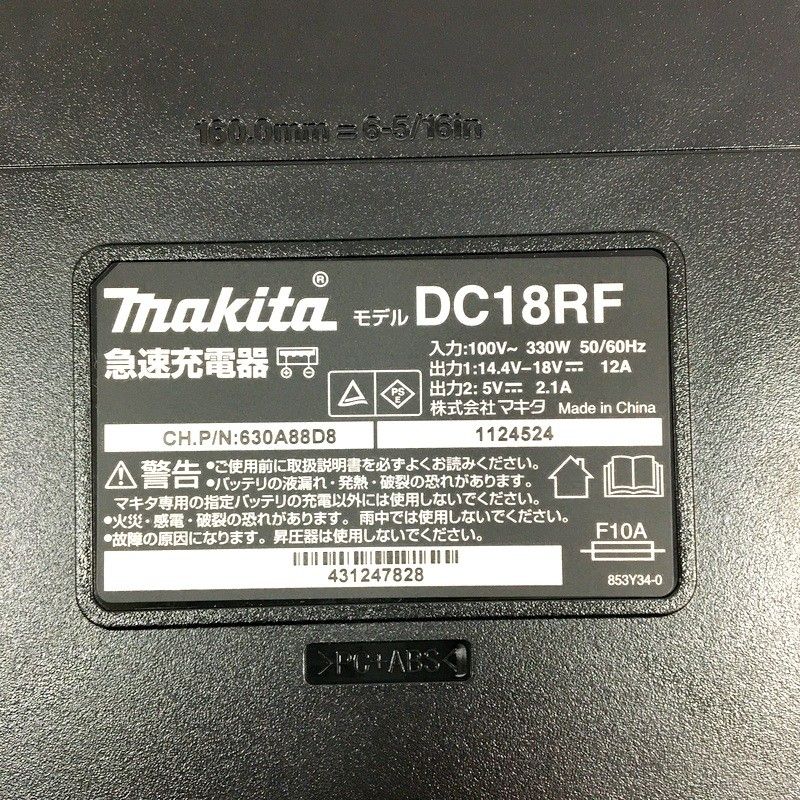 160.0mm = 6-5/16in
makita® モデル DC18RF
急速充電器
入力:100V~ 330W 50/60Hz
出力1:14.4V-18V⎓ 12A
出力2:5V⎓ 2.1A
PSE
株式会社マキタ Made in China
CH.P/N:630A88D8
1124524
⚠警告
●ご使用前に取扱説明書を必ずよくお読みください。
●バッテリの液漏れ・発熱・破裂の恐れがあります。
マキタ専用の指定バッテリの充電以外には使用しないでください。
●火災・感電・破裂の恐れがあります。雨中では使用しないでください。
●故障の原因になります。昇圧器は使用しないでください。
F10A
431247828
853Y34-0
>PC+ABS<